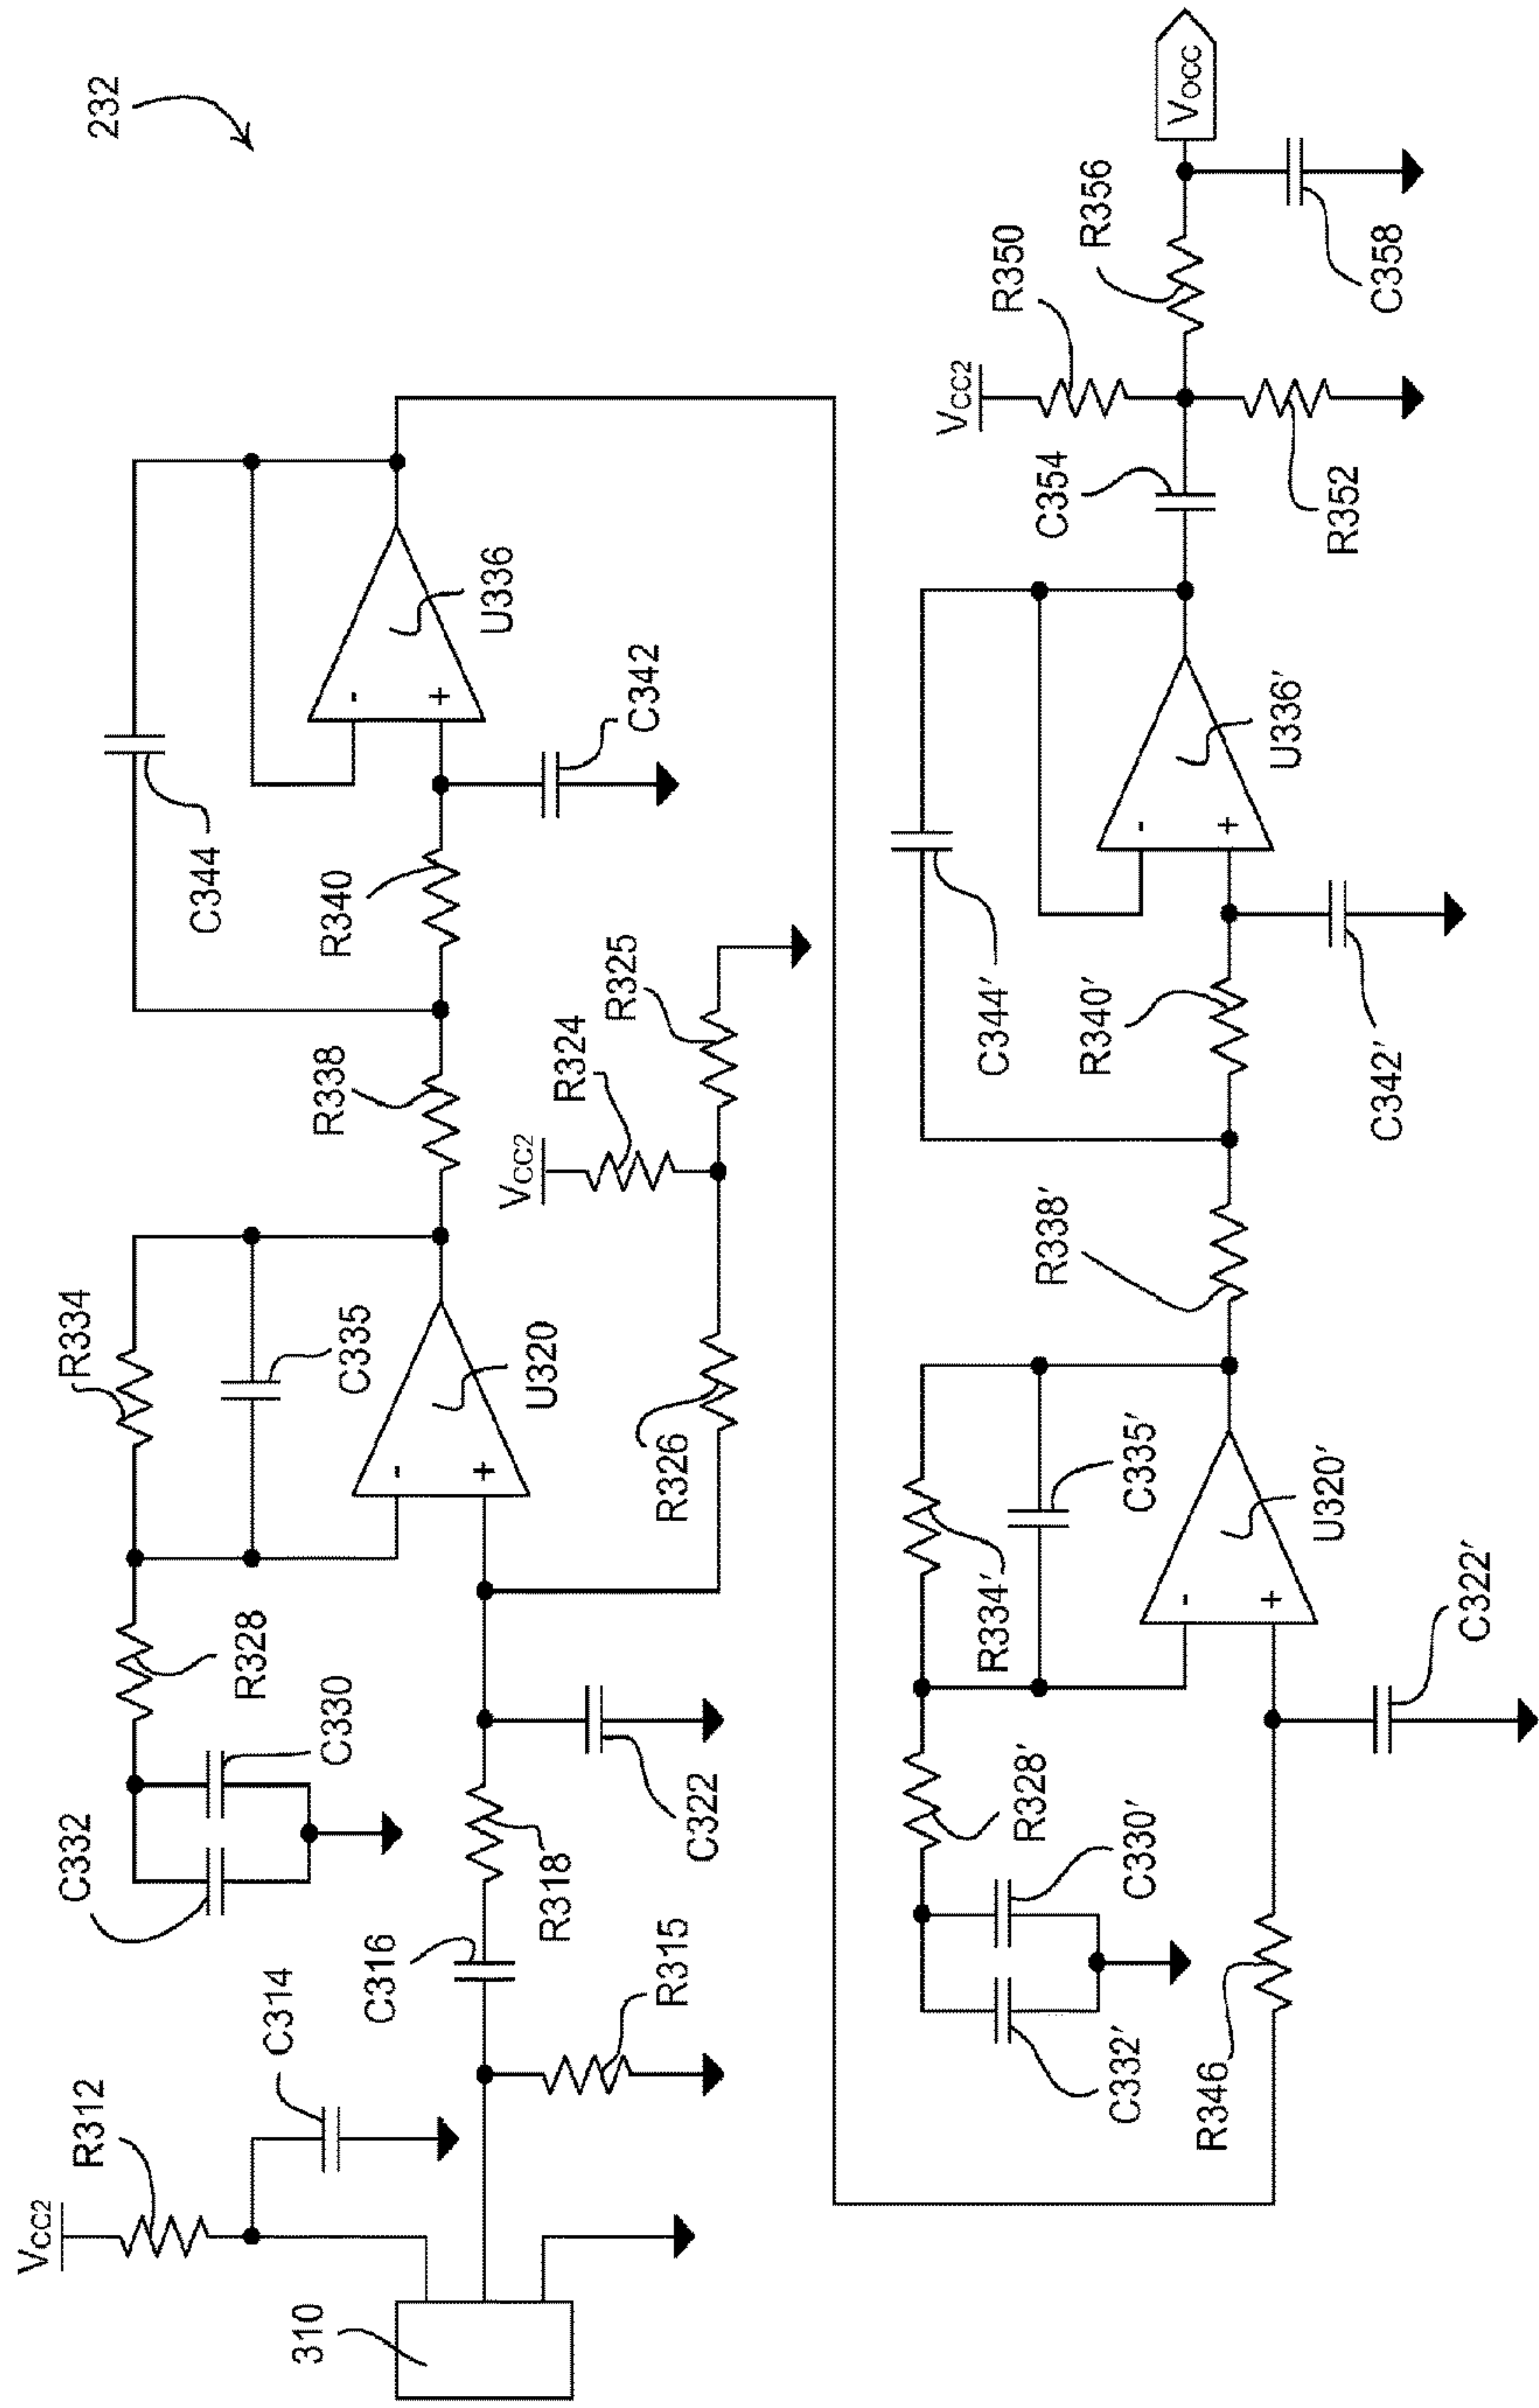 232
VCC2
R312
C314
310
R315
C316
R318
C322
C332
C330
R328
R334
C335
U320
R326
VCC2
R324
R325
R338
R340
C344
C342
U336
R346
C332′
C330′
R328′
R334′
C335′
U320′
C322′
R338′
R340′
C344′
C342′
U336′
C354
VCC2
R350
R352
R356
C358
VOCC
-
+
-
+
-
+
-
+